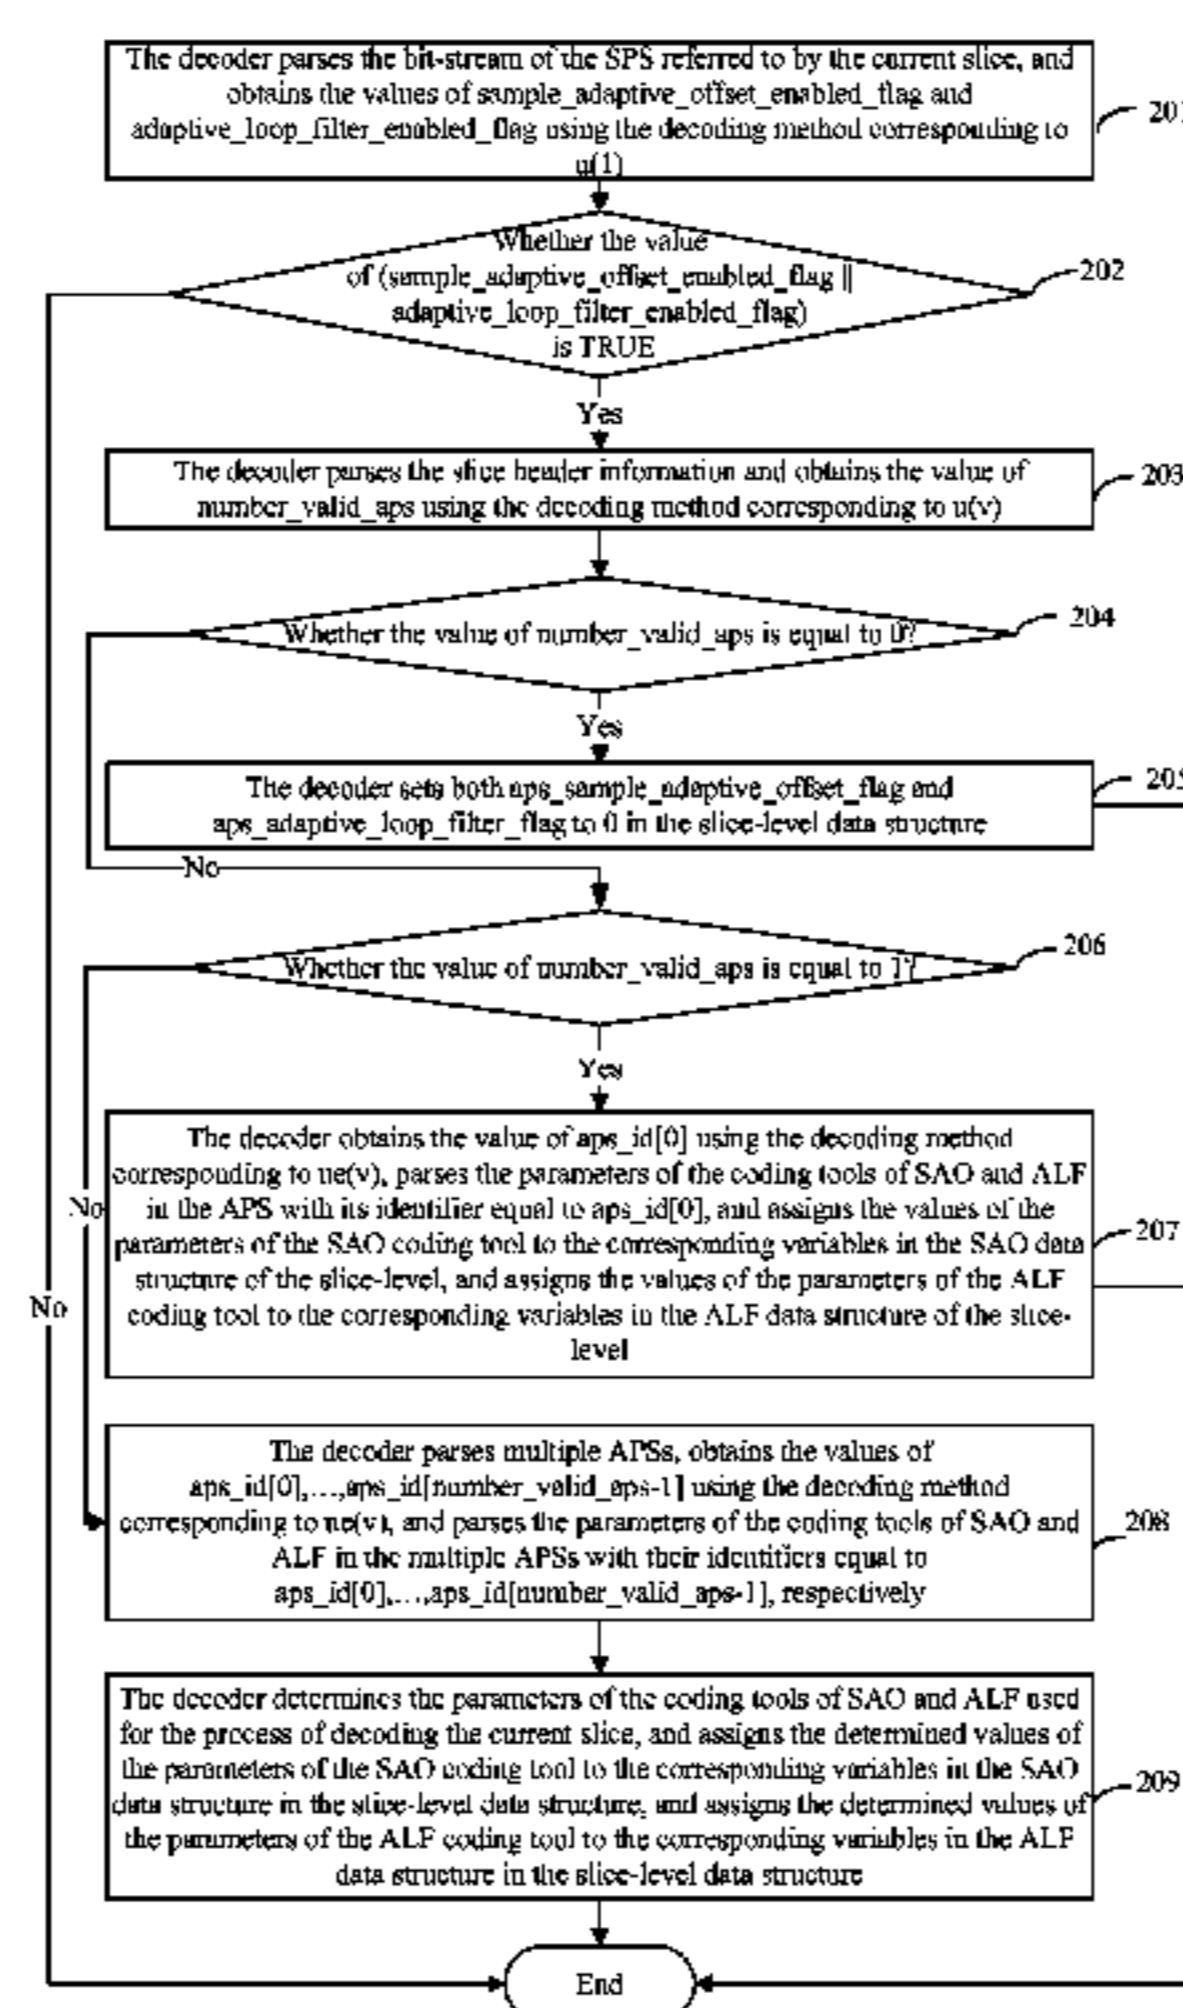 The decoder parses the bit-stream of the SPS referred to by the current slice, and
obtains the values of sample_adaptive_offset_enabled_flag and
adaptive_loop_filter_enabled_flag using the decoding method corresponding to
u(1)
201
Whether the value
of (sample_adaptive_offset_enabled_flag ||
adaptive_loop_filter_enabled_flag)
is TRUE
202
Yes
The decoder parses the slice header information and obtains the value of
number_valid_aps using the decoding method corresponding to u(v)
203
Whether the value of number_valid_aps is equal to 0?
204
Yes
The decoder sets both aps_sample_adaptive_offset_flag and
aps_adaptive_loop_filter_flag to 0 in the slice-level data structure
205
No
Whether the value of number_valid_aps is equal to 1?
206
Yes
The decoder obtains the value of aps_id[0] using the decoding method
corresponding to ue(v), parses the parameters of the coding tools of SAO and ALF
in the APS with its identifier equal to aps_id[0], and assigns the values of the
parameters of the SAO coding tool to the corresponding variables in the SAO data
structure of the slice-level, and assigns the values of the parameters of the ALF
coding tool to the corresponding variables in the ALF data structure of the slice-
level
207
No
No
The decoder parses multiple APSs, obtains the values of
aps_id[0],...,aps_id[number_valid_aps-1] using the decoding method
corresponding to ue(v), and parses the parameters of the coding tools of SAO and
ALF in the multiple APSs with their identifiers equal to
aps_id[0],...,aps_id[number_valid_aps-1], respectively
208
The decoder determines the parameters of the coding tools of SAO and ALF used
for the process of decoding the current slice, and assigns the determined values of
the parameters of the SAO coding tool to the corresponding variables in the SAO
data structure in the slice-level data structure, and assigns the determined values of
the parameters of the ALF coding tool to the corresponding variables in the ALF
data structure in the slice-level data structure
209
End